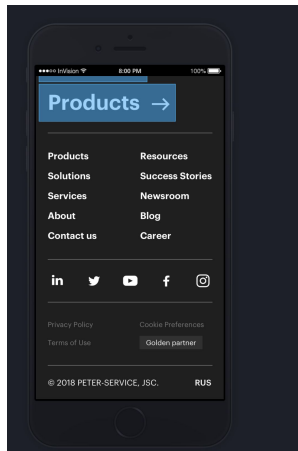 InVision 8:00 PM 100%
Products →
Products Resources
Solutions Success Stories
Services Newsroom
About Blog
Contact us Career
Privacy Policy Cookie Preferences
Terms of Use Golden partner
© 2018 PETER-SERVICE, JSC. RUS